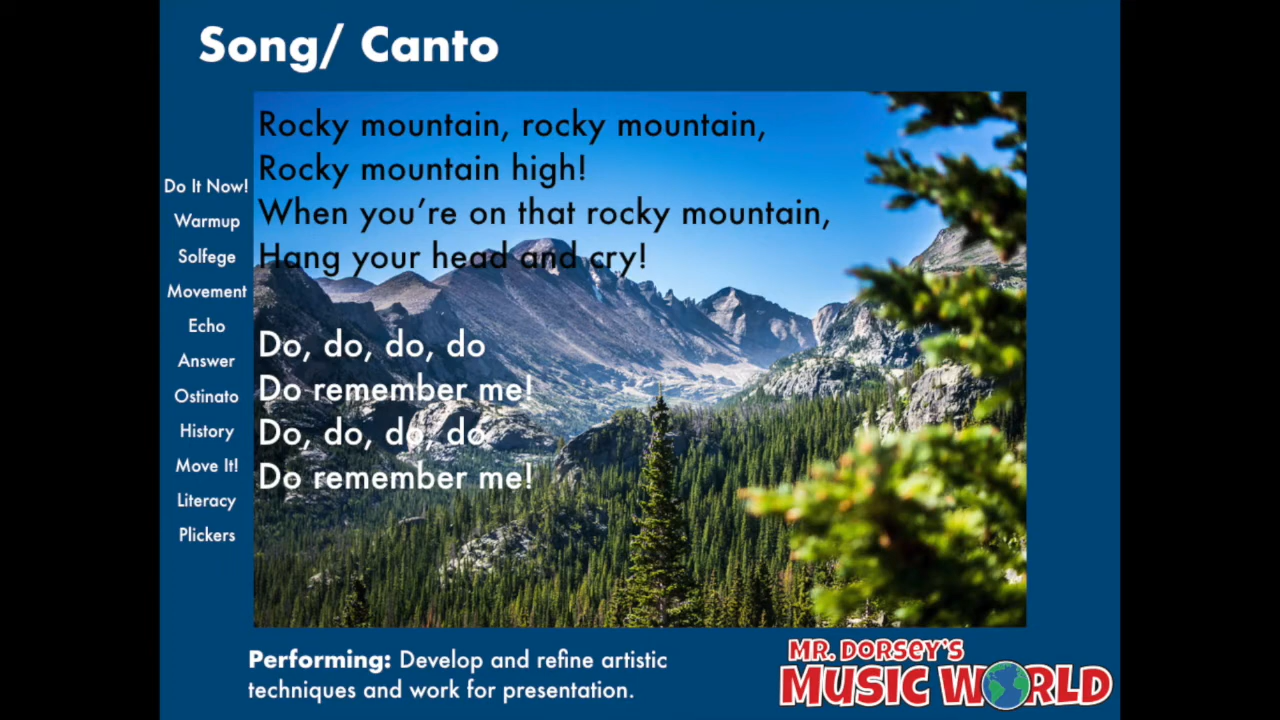 Song/ Canto
Rocky mountain, rocky mountain,
Rocky mountain high!
When you're on that rocky mountain,
Hang your head and cry!
Do, do, do, do
Do remember me!
Do, do, do, do
Do remember me!
Do It Now!
Warmup
Solfege
Movement
Echo
Answer
Ostinato
History
Move It!
Literacy
Plickers
Performing: Develop and refine artistic
techniques and work for presentation.
MR. DORSEY'S
MUSIC WORLD